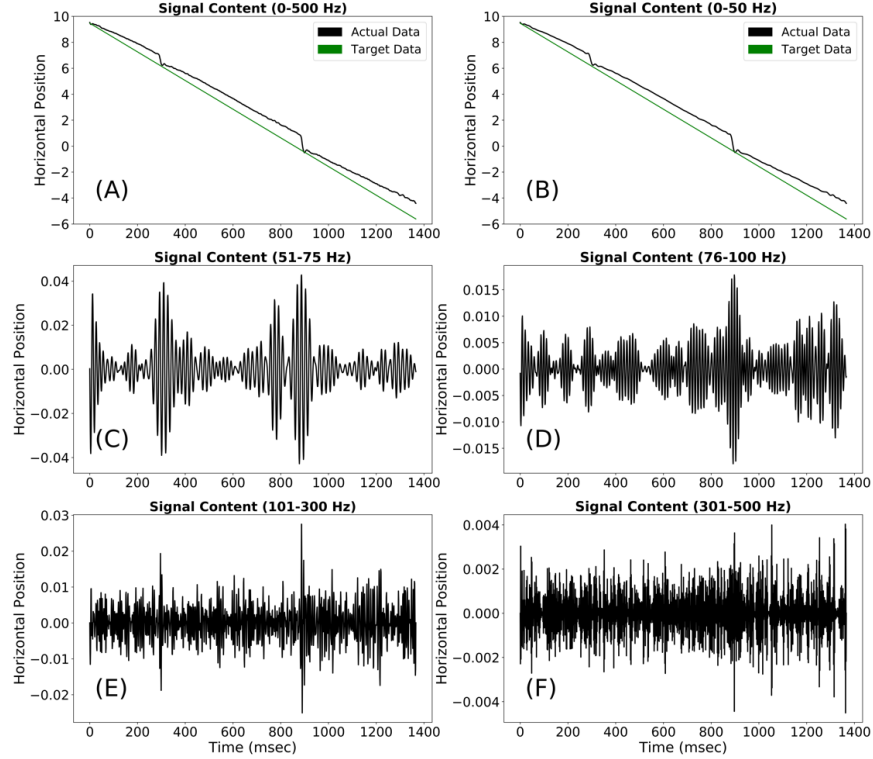 Signal Content (0-500 Hz)
Horizontal Position
10
8
6
4
2
0
−2
−4
−6
Actual Data
Target Data
(A)
0 200 400 600 800 1000 1200 1400
Signal Content (0-50 Hz)
Horizontal Position
10
8
6
4
2
0
−2
−4
−6
Actual Data
Target Data
(B)
0 200 400 600 800 1000 1200 1400
Signal Content (51-75 Hz)
Horizontal Position
0.04
0.02
0.00
−0.02
−0.04
(C)
0 200 400 600 800 1000 1200 1400
Signal Content (76-100 Hz)
Horizontal Position
0.015
0.010
0.005
0.000
−0.005
−0.010
−0.015
(D)
0 200 400 600 800 1000 1200 1400
Signal Content (101-300 Hz)
Horizontal Position
0.03
0.02
0.01
0.00
−0.01
−0.02
(E)
0 200 400 600 800 1000 1200 1400
Time (msec)
Signal Content (301-500 Hz)
Horizontal Position
0.004
0.002
0.000
−0.002
−0.004
(F)
0 200 400 600 800 1000 1200 1400
Time (msec)